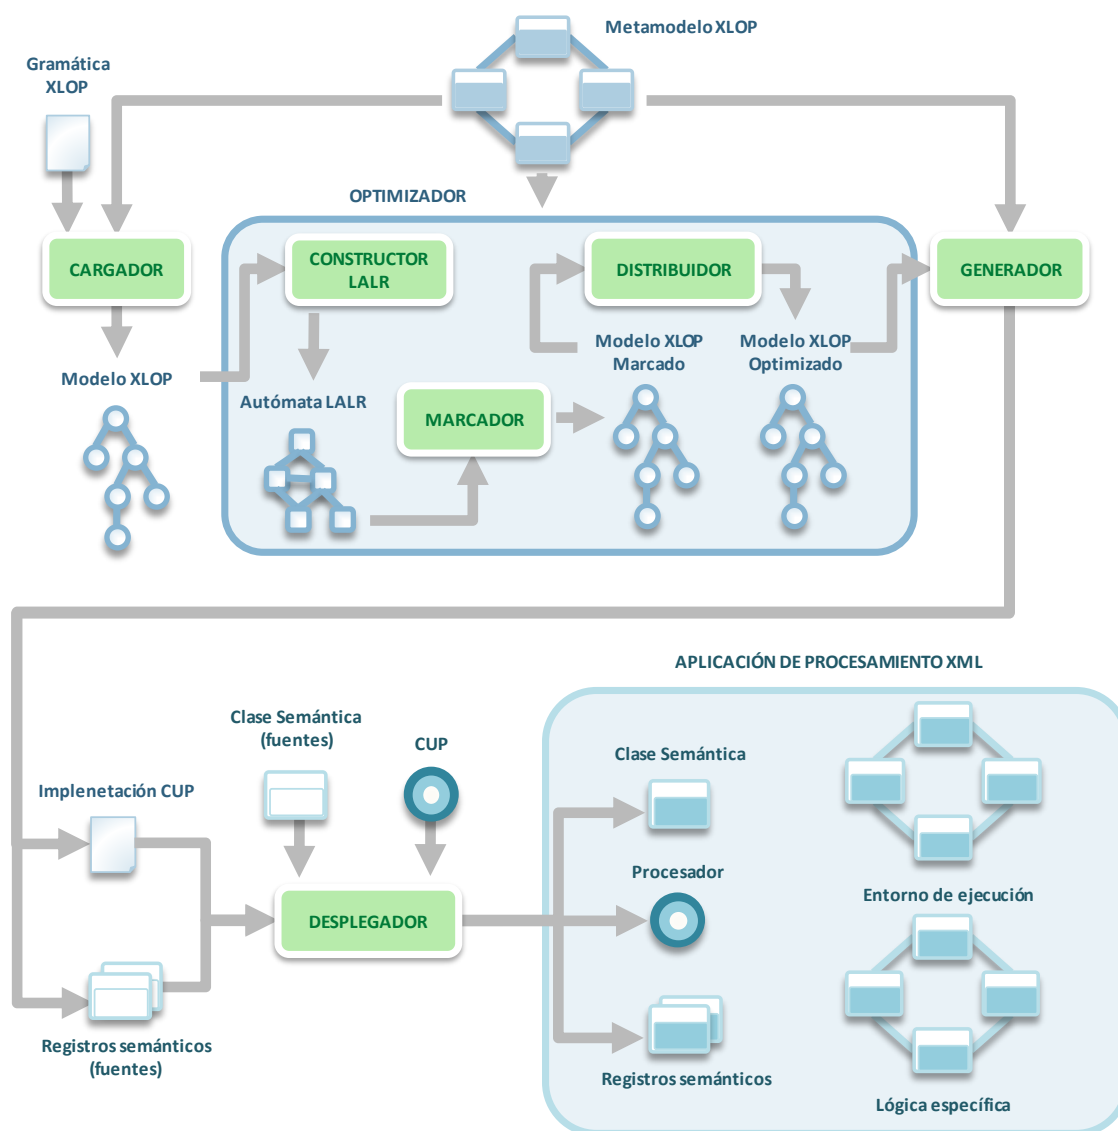 Metamodelo XLOP
Gramática
XLOP
OPTIMIZADOR
CARGADOR
CONSTRUCTOR
LALR
DISTRIBUIDOR
GENERADOR
Modelo XLOP
Modelo XLOP
Marcado
Modelo XLOP
Optimizado
Autómata LALR
MARCADOR
APLICACIÓN DE PROCESAMIENTO XML
Clase Semántica
(fuentes)
CUP
Clase Semántica
Implenetación CUP
Procesador
Entorno de ejecución
DESPLEGADOR
Registros semánticos
(fuentes)
Registros semánticos
Lógica específica